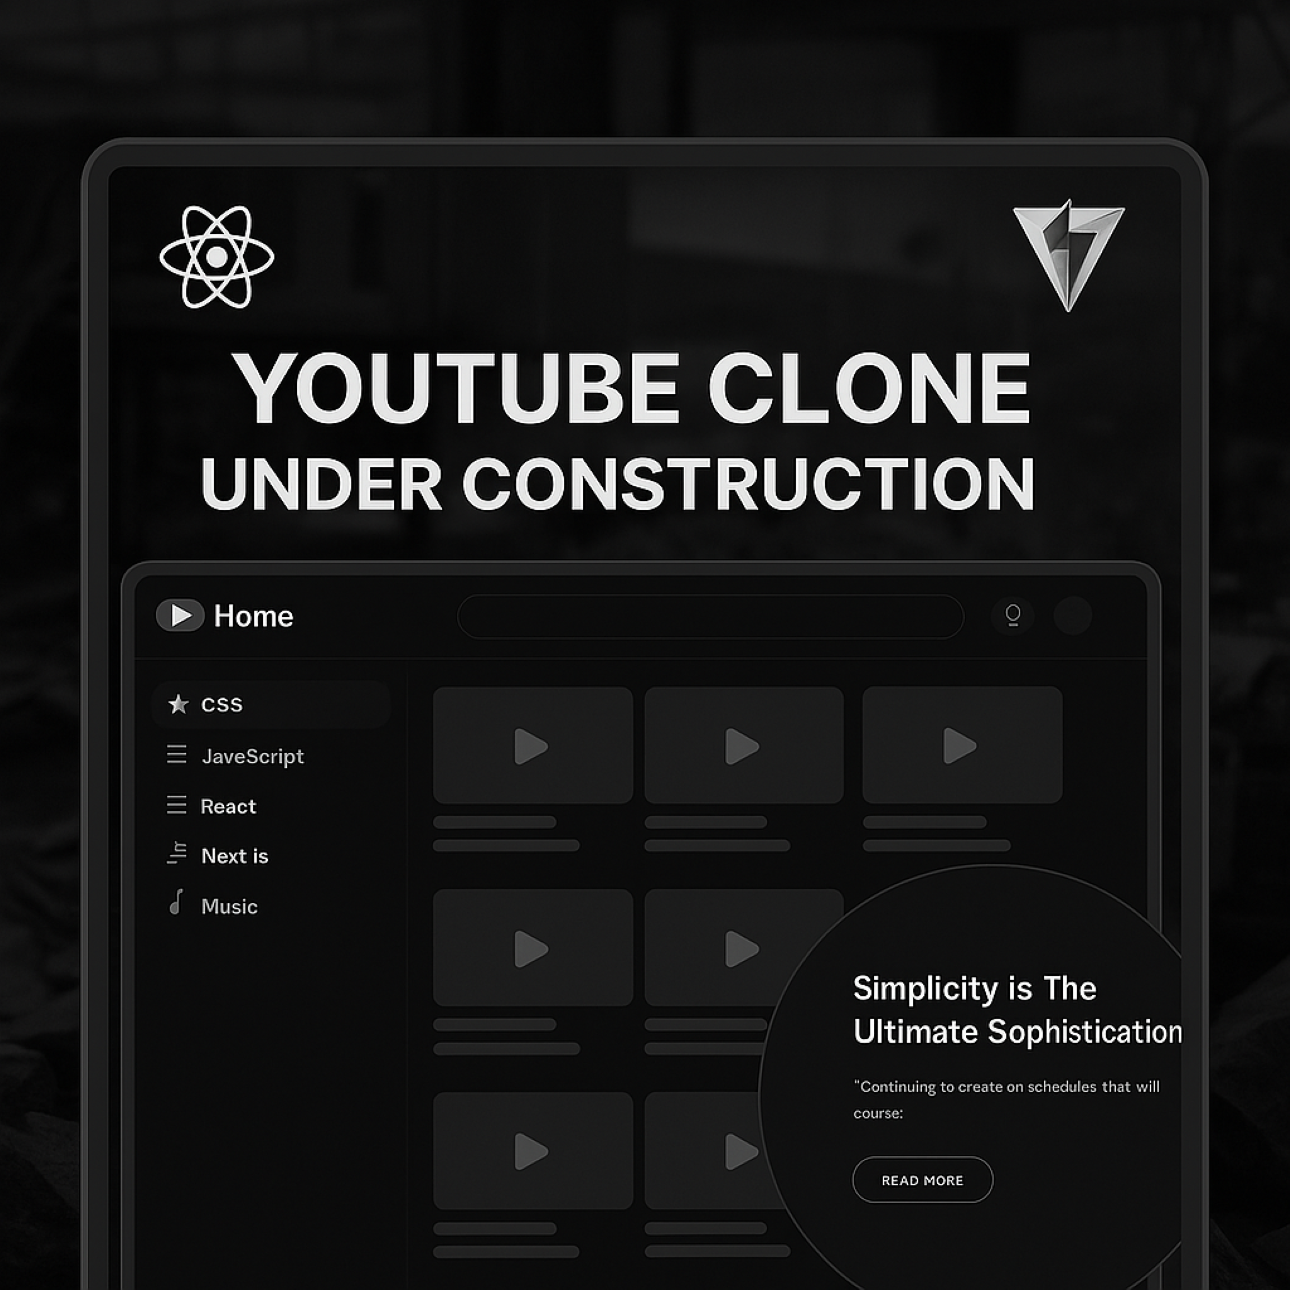 YOUTUBE CLONE
UNDER CONSTRUCTION
Home
CSS
JaveScript
React
Next is
Music
Simplicity is The
Ultimate Sophistication
"Continuing to create on schedules that will
course:
READ MORE